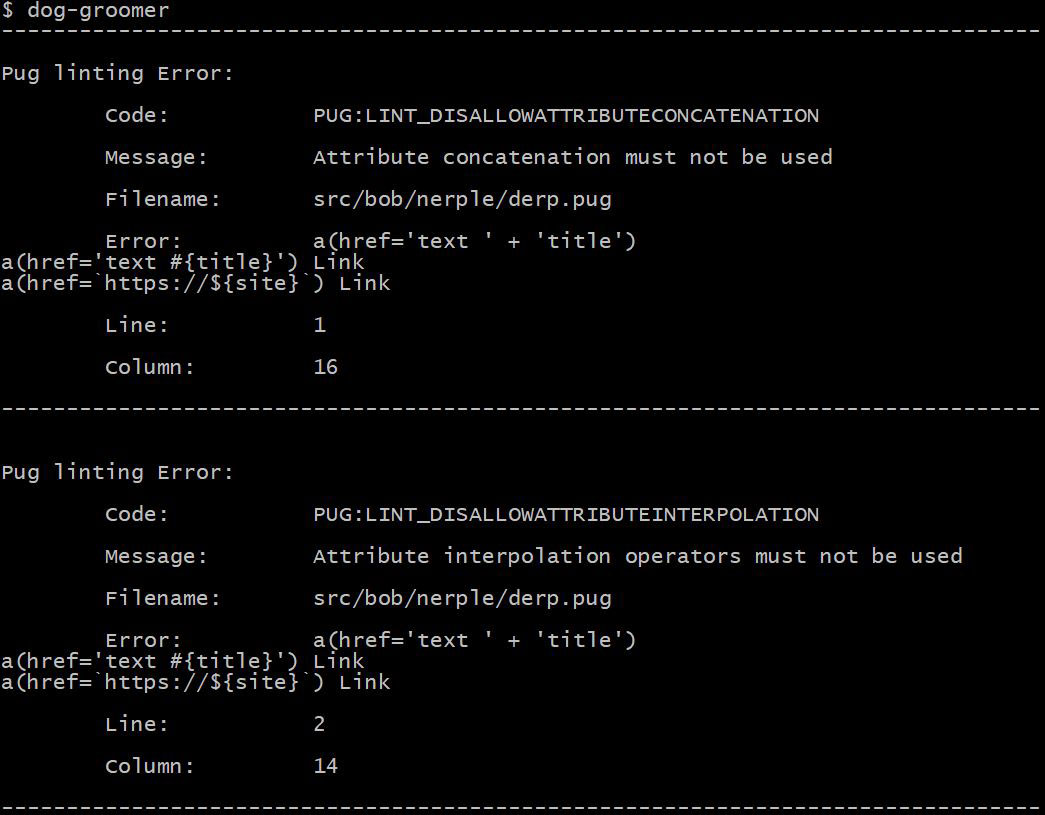 $ dog-groomer
--------------------------------------------------------------------------------
Pug linting Error:
Code: PUG:LINT_DISALLOWATTRIBUTECONCATENATION
Message: Attribute concatenation must not be used
Filename: src/bob/nerple/derp.pug
Error: a(href='text ' + 'title')
a(href='text #{title}') Link
a(href=`https://${site}`) Link
Line: 1
Column: 16
--------------------------------------------------------------------------------
Pug linting Error:
Code: PUG:LINT_DISALLOWATTRIBUTEINTERPOLATION
Message: Attribute interpolation operators must not be used
Filename: src/bob/nerple/derp.pug
Error: a(href='text ' + 'title')
a(href='text #{title}') Link
a(href=`https://${site}`) Link
Line: 2
Column: 14
--------------------------------------------------------------------------------